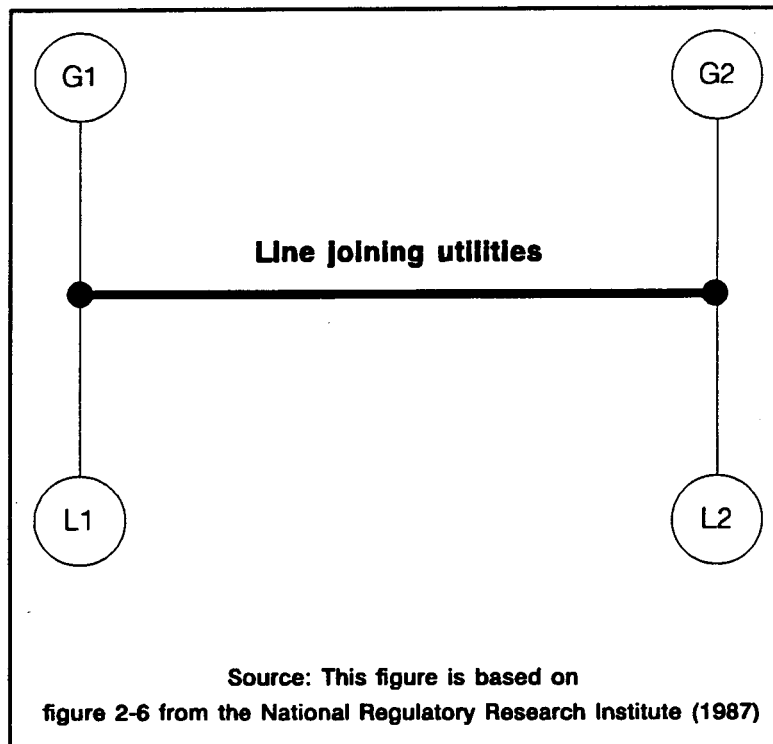 G1
G2
Line joining utilities
L1
L2
Source: This figure is based on
figure 2-6 from the National Regulatory Research Institute (1987)